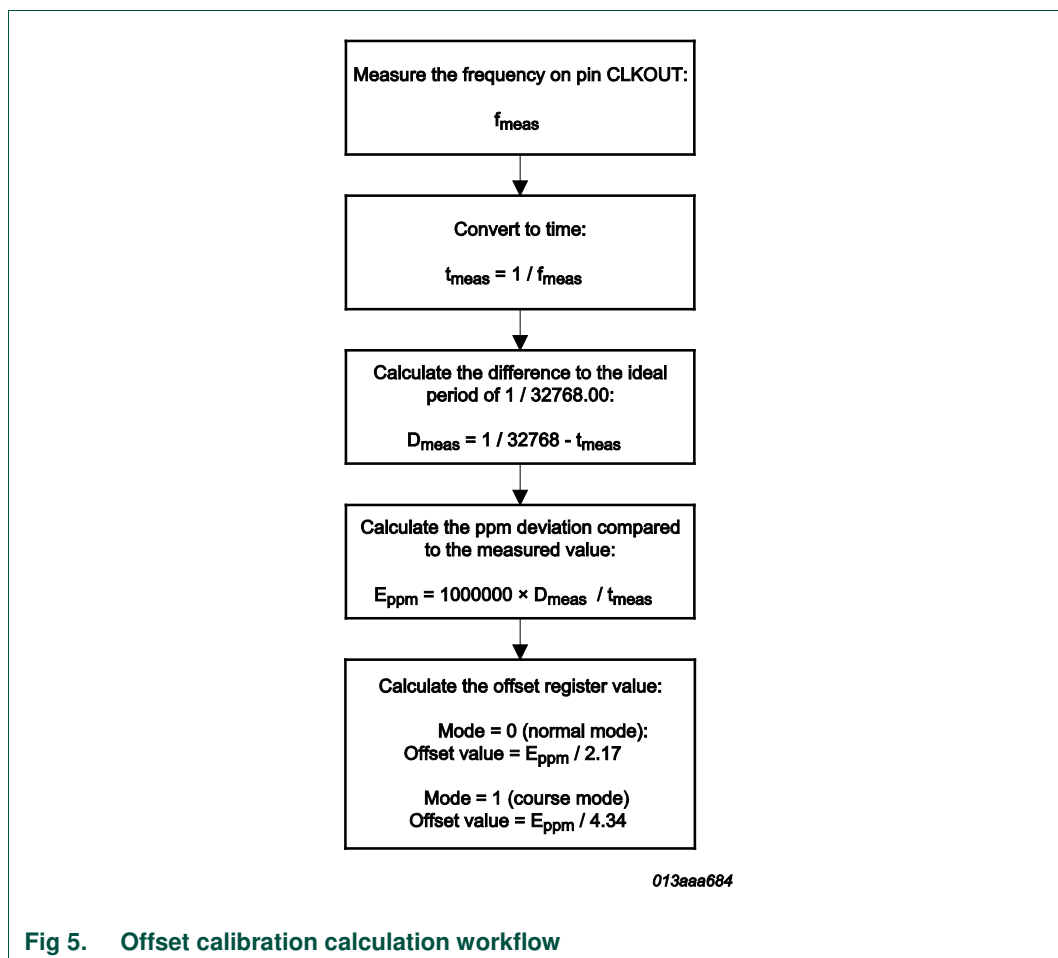 Measure the frequency on pin CLKOUT:
fmeas
Convert to time:
tmeas = 1 / fmeas
Calculate the difference to the ideal
period of 1 / 32768.00:
Dmeas = 1 / 32768 - tmeas
Calculate the ppm deviation compared
to the measured value:
Eppm = 1000000 × Dmeas / tmeas
Calculate the offset register value:
Mode = 0 (normal mode):
Offset value = Eppm / 2.17
Mode = 1 (course mode)
Offset value = Eppm / 4.34
013aaa684
Fig 5. Offset calibration calculation workflow